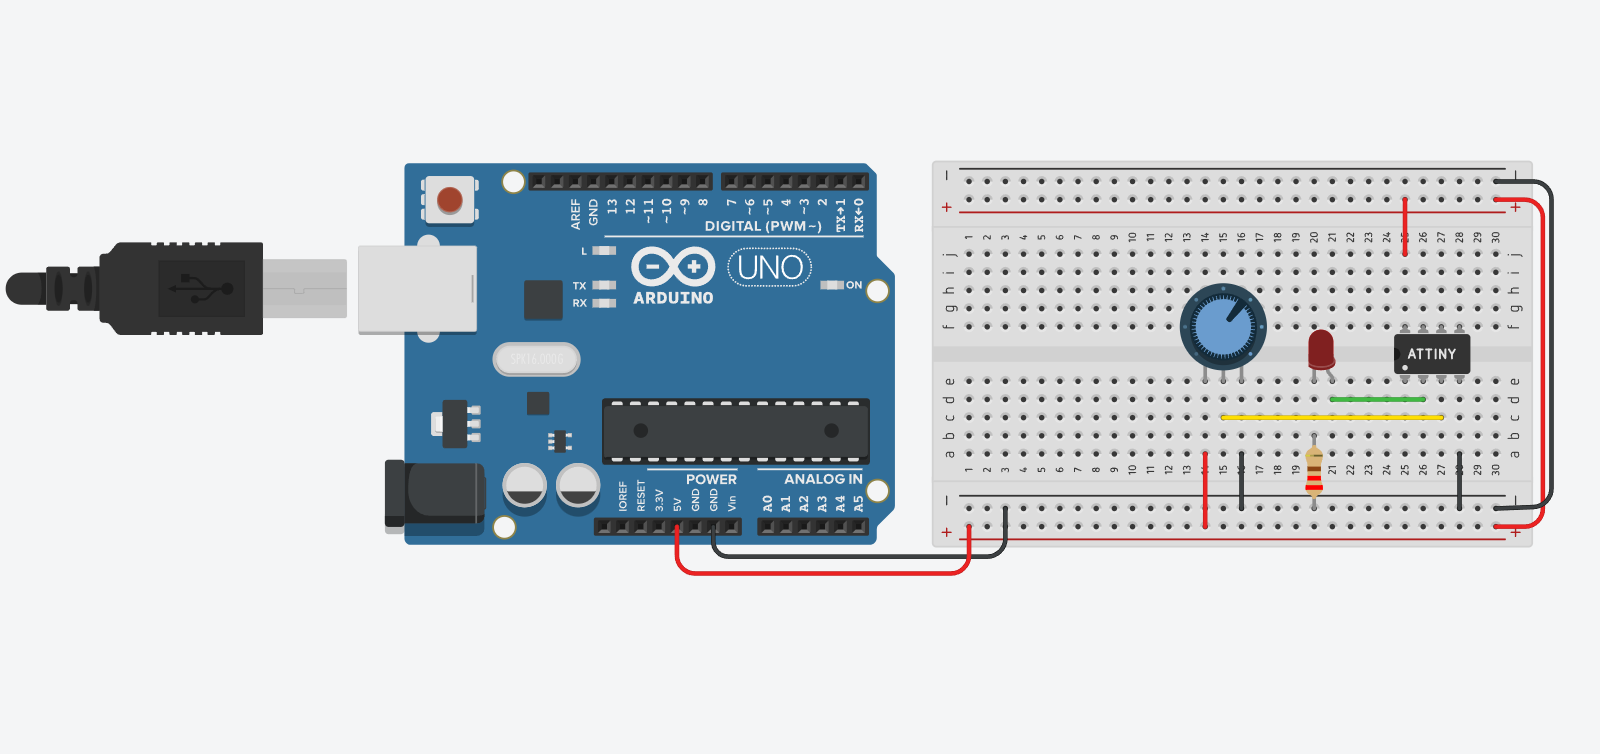 AREF
GND
13
12
~11
~10
~9
8
7
~6
~5
4
~3
2
TX→1
RX←0
DIGITAL (PWM~)
L
TX
RX
UNO
ARDUINO
ON
SPK16.000G
POWER
ANALOG IN
IOREF
RESET
3.3V
5V
GND
GND
Vin
A0
A1
A2
A3
A4
A5
− −
+ +
1 2 3 4 5 6 7 8 9 10 11 12 13 14 15 16 17 18 19 20 21 22 23 24 25 26 27 28 29 30
j j
i i
h h
g g
f f
ATTINY
e e
d d
c c
b b
a a
1 2 3 4 5 6 7 8 9 10 11 12 13 14 15 16 17 18 19 20 21 22 23 24 25 26 27 28 29 30
− −
+ +